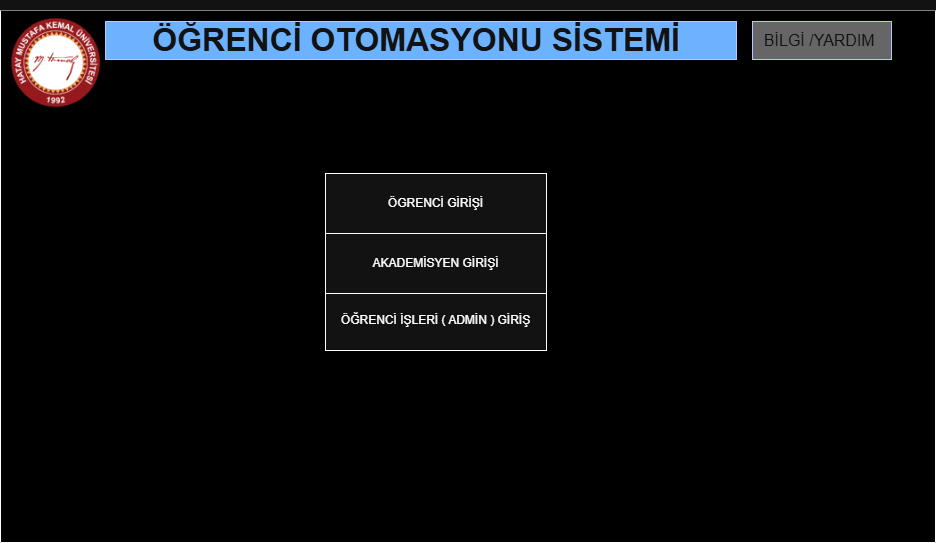 HATAY MUSTAFA KEMAL ÜNİVERSİTESİ
1992
ÖĞRENCİ OTOMASYONU SİSTEMİ
BİLGİ /YARDIM
ÖGRENCİ GİRİŞİ
AKADEMİSYEN GİRİŞİ
ÖĞRENCİ İŞLERİ ( ADMİN ) GİRİŞ